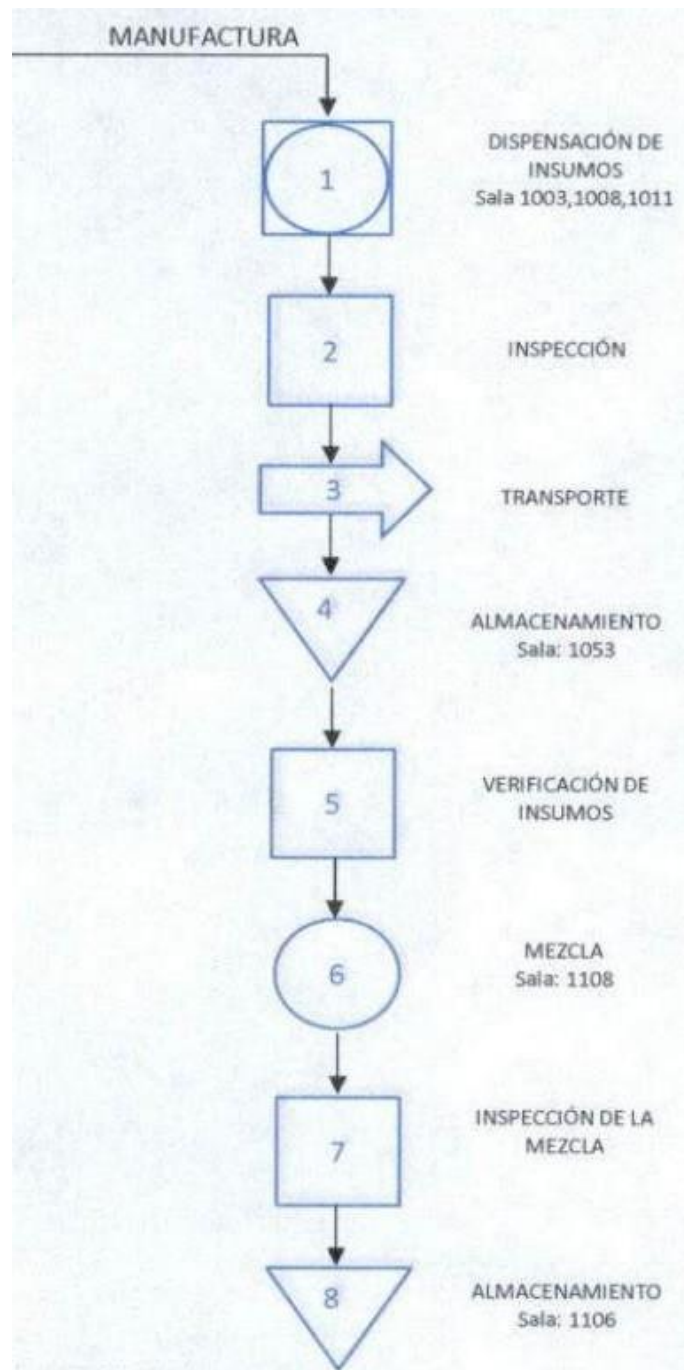 MANUFACTURA
1
DISPENSACIÓN DE
INSUMOS
Sala 1003,1008,1011
2
INSPECCIÓN
3
TRANSPORTE
4
ALMACENAMIENTO
Sala: 1053
5
VERIFICACIÓN DE
INSUMOS
6
MEZCLA
Sala: 1108
7
INSPECCIÓN DE LA
MEZCLA
8
ALMACENAMIENTO
Sala: 1106